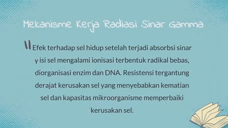 Mekanisme Kerja Radiasi Sinar Gamma
"Efek terhadap sel hidup setelah terjadi absorbsi sinar
γ isi sel mengalami ionisasi terbentuk radikal bebas,
diorganisasi enzim dan DNA. Resistensi tergantung
derajat kerusakan sel yang menyebabkan kematian
sel dan kapasitas mikroorganisme memperbaiki
kerusakan sel.